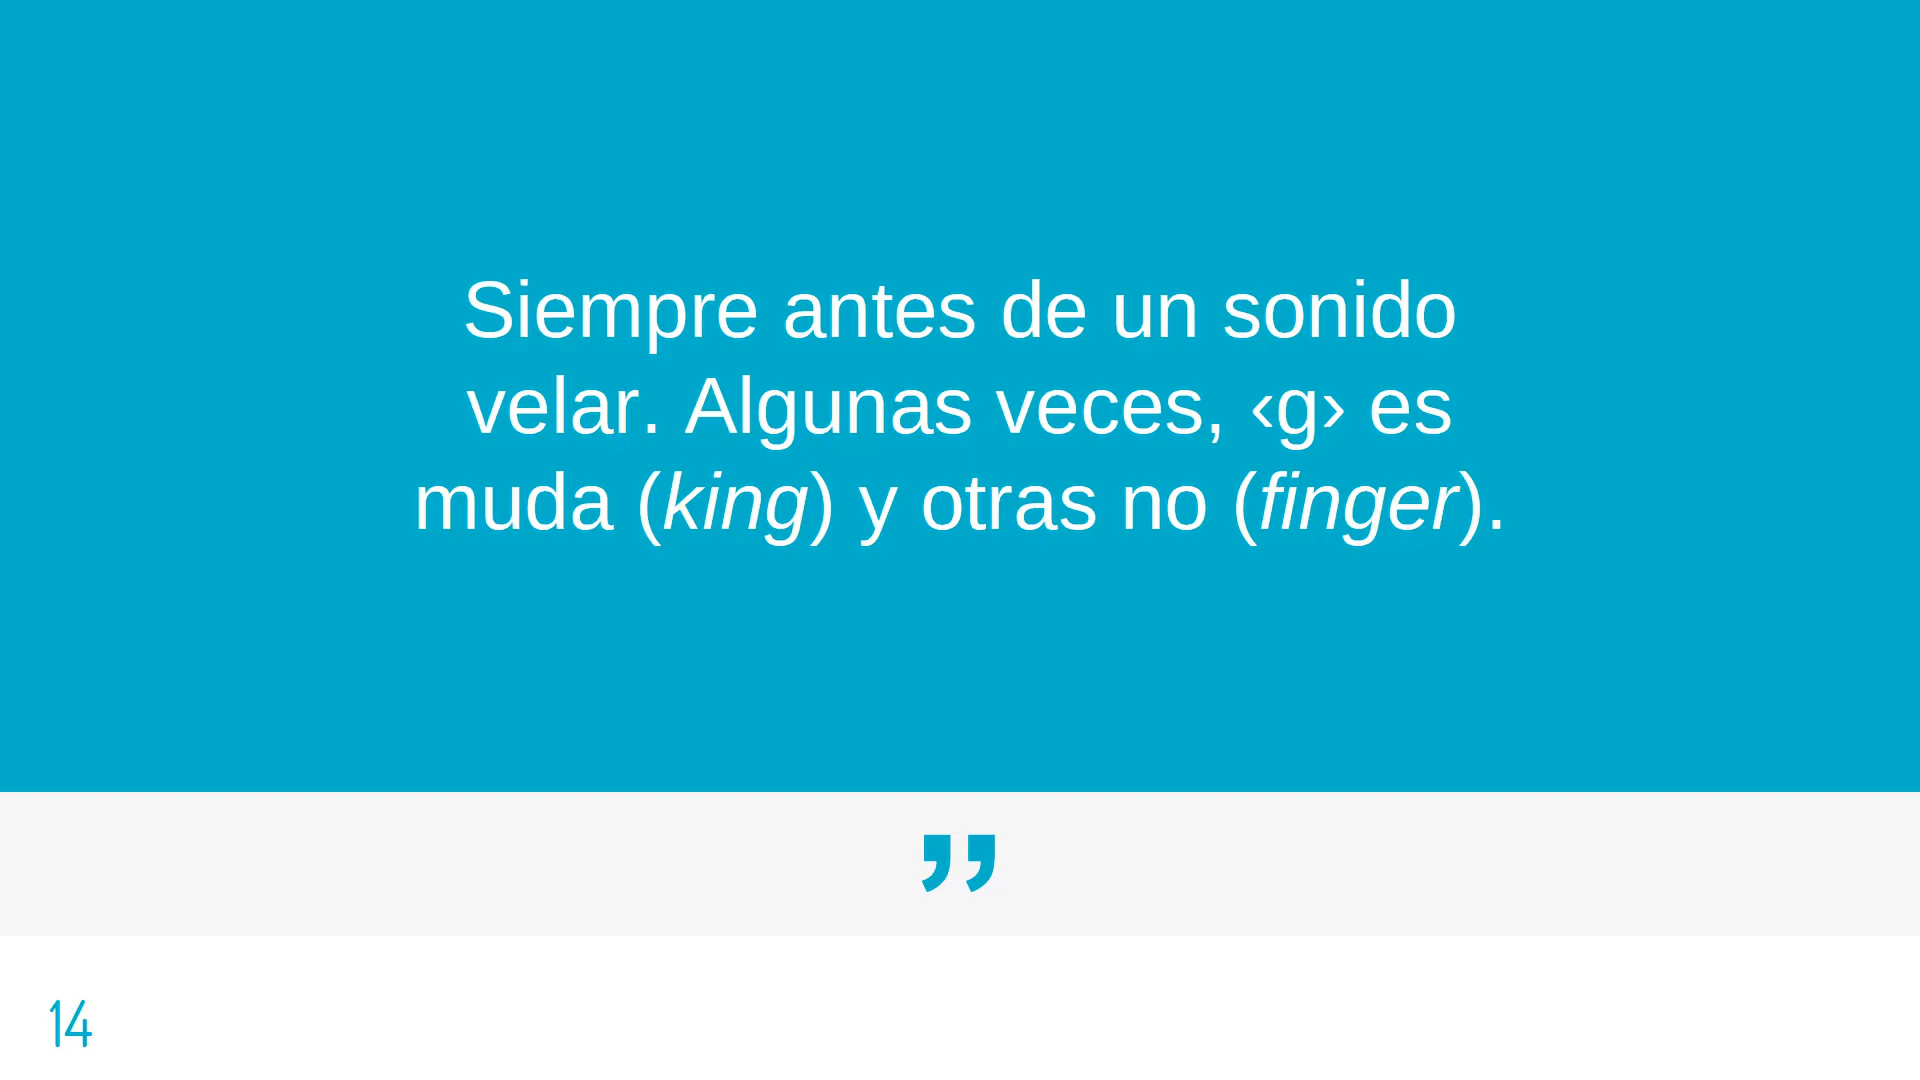 Siempre antes de un sonido
velar. Algunas veces, ‹g› es
muda (king) y otras no (finger).
”
14